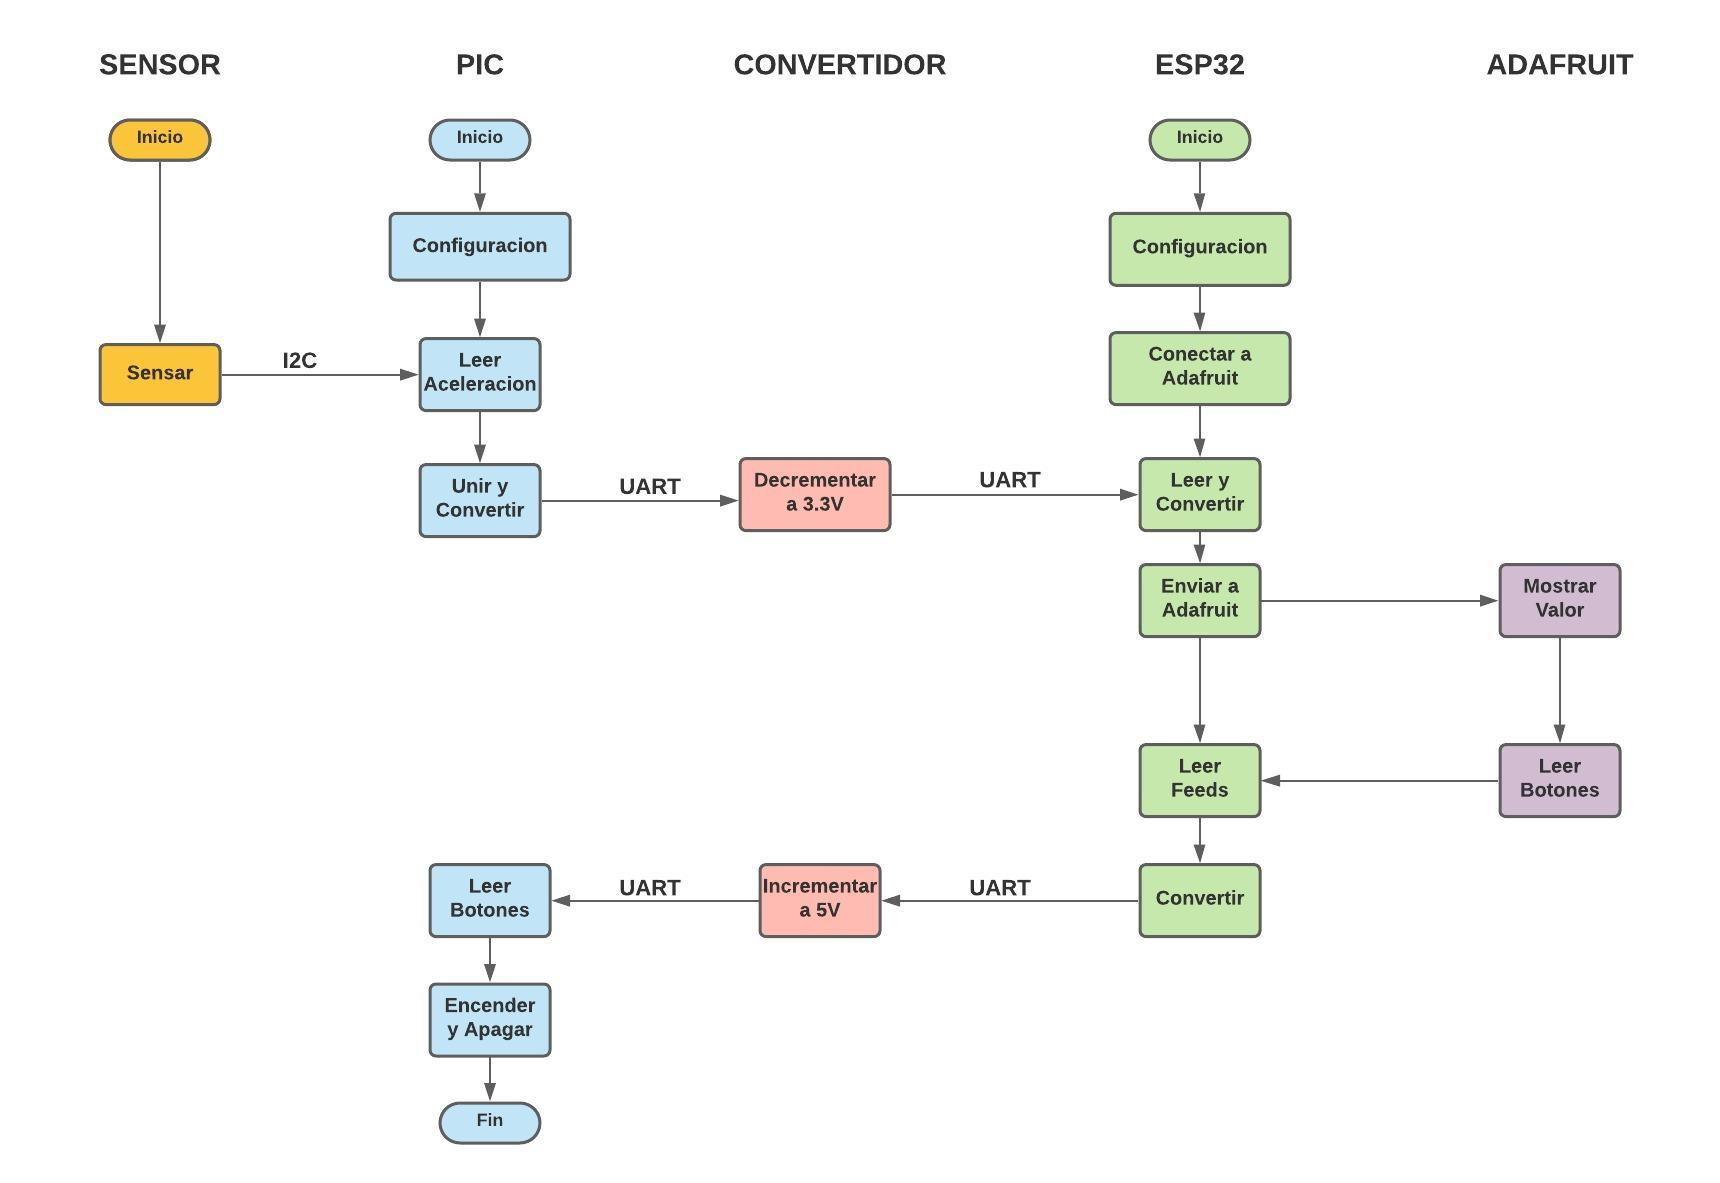 SENSOR
PIC
CONVERTIDOR
ESP32
ADAFRUIT
Inicio
Inicio
Inicio
Configuracion
Configuracion
Sensar
I2C
Leer
Aceleracion
Conectar a
Adafruit
Unir y
Convertir
UART
Decrementar
a 3.3V
UART
Leer y
Convertir
Enviar a
Adafruit
Mostrar
Valor
Leer
Feeds
Leer
Botones
Leer
Botones
UART
Incrementar
a 5V
UART
Convertir
Encender
y Apagar
Fin